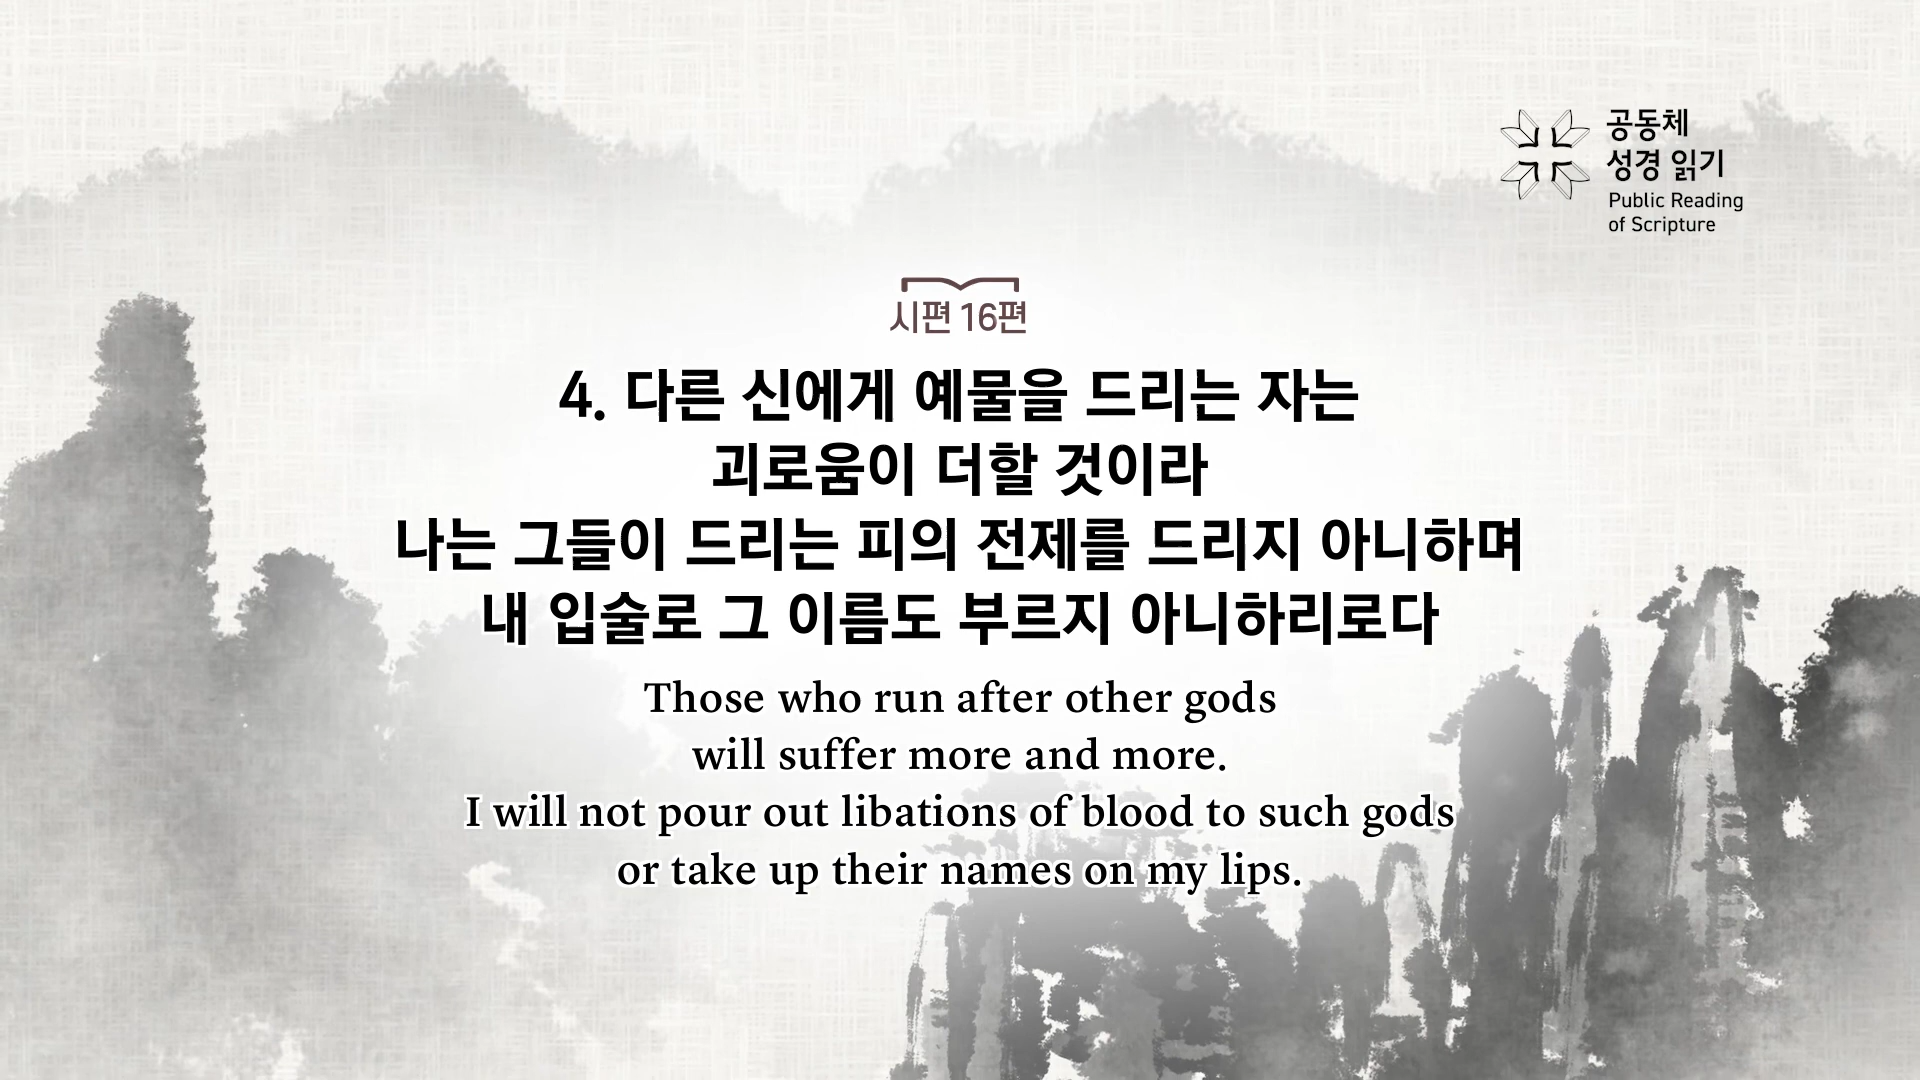 공동체
성경 읽기
Public Reading
of Scripture
시편 16편
4. 다른 신에게 예물을 드리는 자는
괴로움이 더할 것이라
나는 그들이 드리는 피의 전제를 드리지 아니하며
내 입술로 그 이름도 부르지 아니하리로다
Those who run after other gods
will suffer more and more.
I will not pour out libations of blood to such gods
or take up their names on my lips.